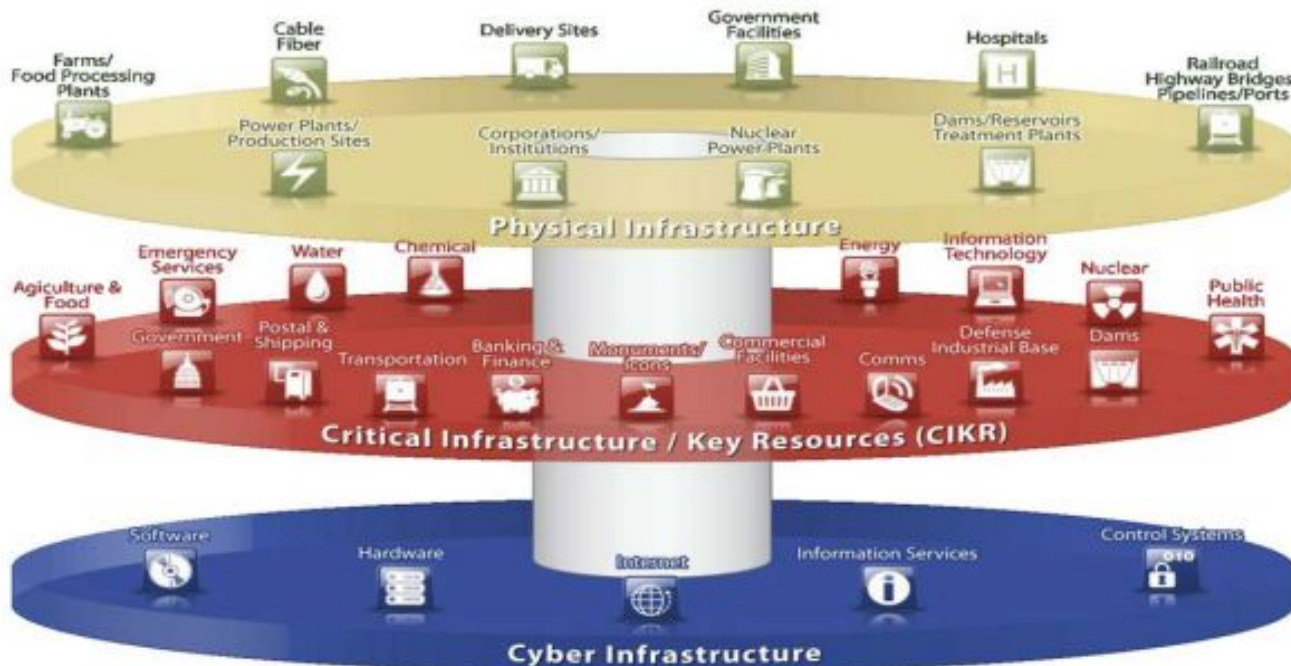 Farms/
Food Processing
Plants
Cable
Fiber
Delivery Sites
Government
Facilities
Hospitals
H
Railroad
Highway Bridges
Pipelines/Ports
Power Plants/
Production Sites
Corporations/
Institutions
Nuclear
Power Plants
Dams/Reservoirs
Treatment Plants
Physical Infrastructure
Agiculture &
Food
Emergency
Services
Water
Chemical
Energy
Information
Technology
Nuclear
Public
Health
Government
Postal &
Shipping
Transportation
Banking &
Finance
Monuments/
Icons
Commercial
Facilities
Comms
Defense
Industrial Base
Dams
Critical Infrastructure / Key Resources (CIKR)
Software
Hardware
Internet
Information Services
Control Systems
010
Cyber Infrastructure